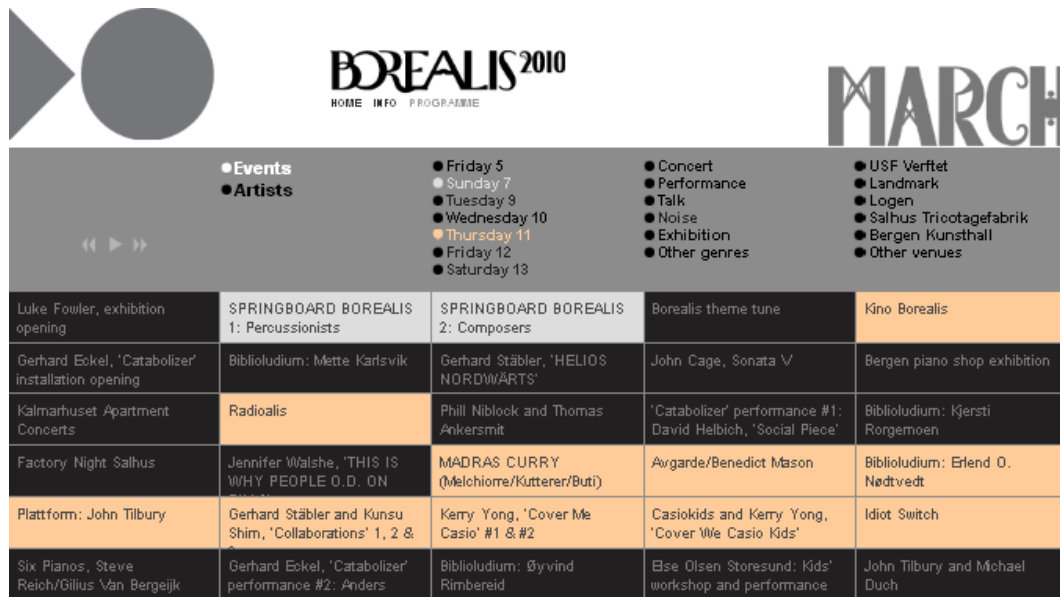 BOREALIS 2010
HOME INFO PROGRAMME
MARCH
Events
Artists
Friday 5
Sunday 7
Tuesday 9
Wednesday 10
Thursday 11
Friday 12
Saturday 13
Concert
Performance
Talk
Noise
Exhibition
Other genres
USF Verftet
Landmark
Logen
Salhus Tricotagefabrik
Bergen Kunsthall
Other venues
Luke Fowler, exhibition
opening
SPRINGBOARD BOREALIS
1: Percussionists
SPRINGBOARD BOREALIS
2: Composers
Borealis theme tune
Kino Borealis
Gerhard Eckel, 'Catabolizer'
installation opening
Biblioludium: Mette Karlsvik
Gerhard Stäbler, 'HELIOS
NORDWÄRTS'
John Cage, Sonata V
Bergen piano shop exhibition
Kalmarhuset Apartment
Concerts
Radioalis
Phill Niblock and Thomas
Ankersmit
'Catabolizer' performance #1:
David Helbich, 'Social Piece'
Biblioludium: Kjersti
Rorgemoen
Factory Night Salhus
Jennifer Walshe, 'THIS IS
WHY PEOPLE O.D. ON
MADRAS CURRY
(Melchiorre/Kutterer/Buti)
Avgarde/Benedict Mason
Biblioludium: Erlend O.
Nødtvedt
Plattform: John Tilbury
Gerhard Stäbler and Kunsu
Shim, 'Collaborations' 1, 2 &
Kerry Yong, 'Cover Me
Casio' #1 & #2
Casiokids and Kerry Yong,
'Cover We Casio Kids'
Idiot Switch
Six Pianos, Steve
Reich/Gilius Van Bergeijk
Gerhard Eckel, 'Catabolizer'
performance #2: Anders
Biblioludium: Øyvind
Rimbereid
Else Olsen Storesund: Kids'
workshop and performance
John Tilbury and Michael
Duch